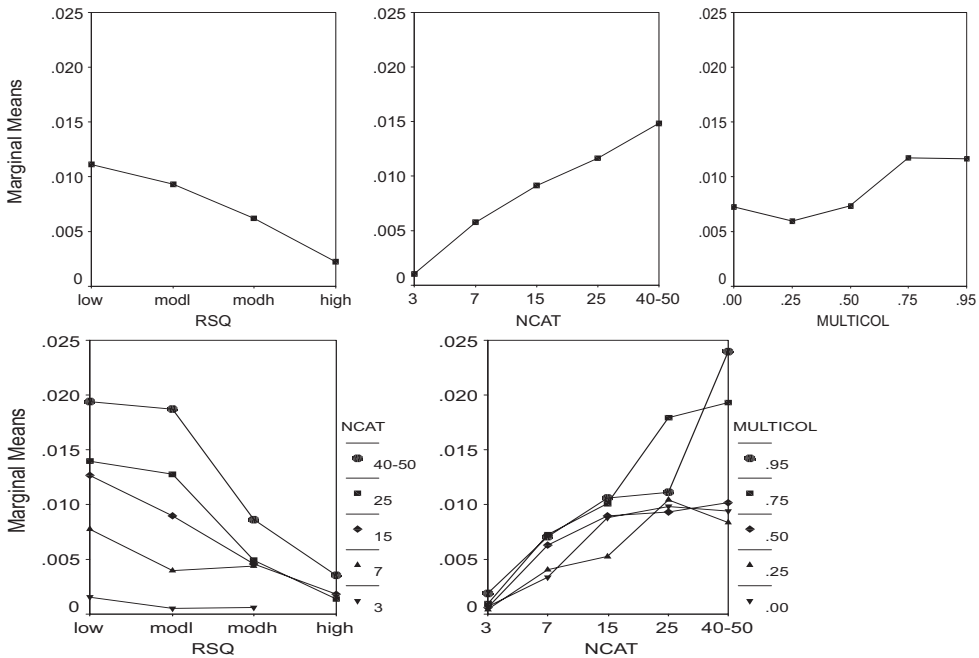 .025
.020
.015
.010
.005
0
Marginal Means
low modl modh high
RSQ
.025
.020
.015
.010
.005
0
3 7 15 25 40-50
NCAT
.025
.020
.015
.010
.005
0
.00 .25 .50 .75 .95
MULTICOL
.025
.020
.015
.010
.005
0
Marginal Means
low modl modh high
RSQ
NCAT
40-50
25
15
7
3
.025
.020
.015
.010
.005
0
3 7 15 25 40-50
NCAT
MULTICOL
.95
.75
.50
.25
.00